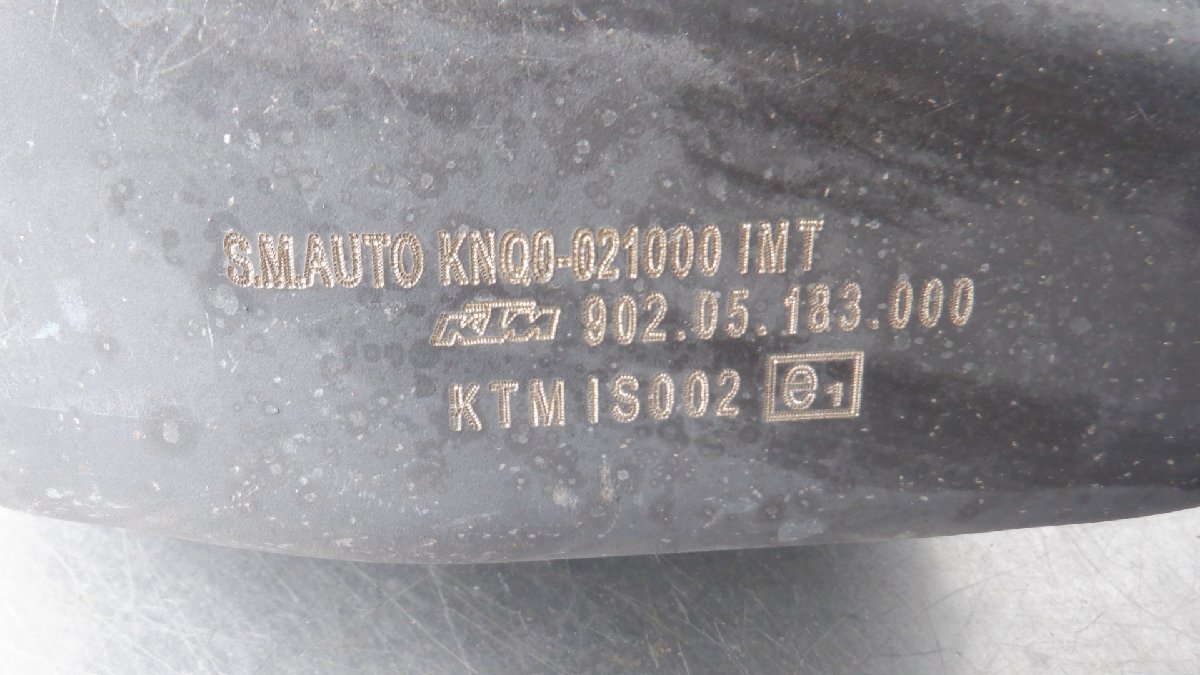 S.M.AUTO KNQ0-021000 IMT
KTM 902.05.183.000
KTM IS002 e1